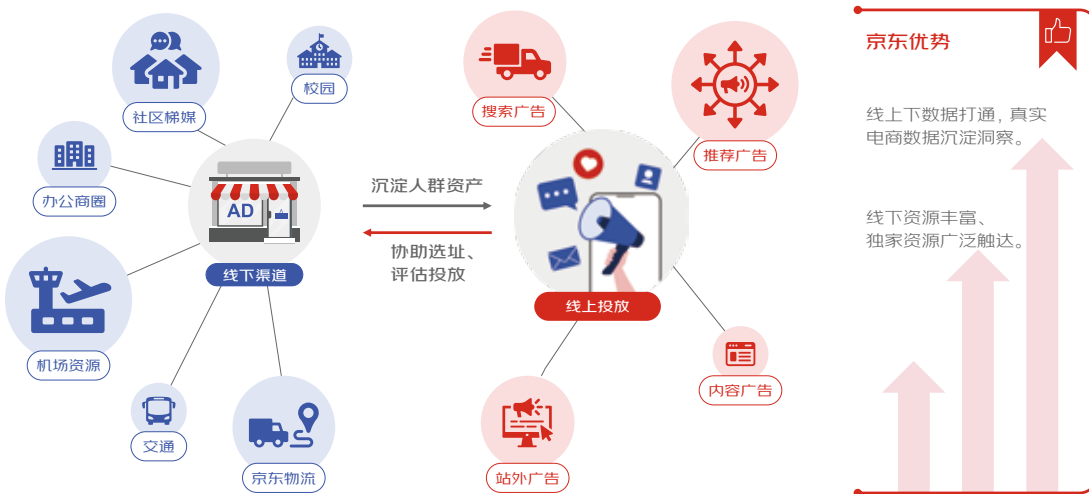 社区梯媒
校园
办公商圈
AD
线下渠道
机场资源
交通
京东物流
沉淀人群资产
协助选址、
评估投放
搜索广告
推荐广告
线上投放
内容广告
站外广告
京东优势
线上下数据打通，真实
电商数据沉淀洞察。
线下资源丰富、
独家资源广泛触达。